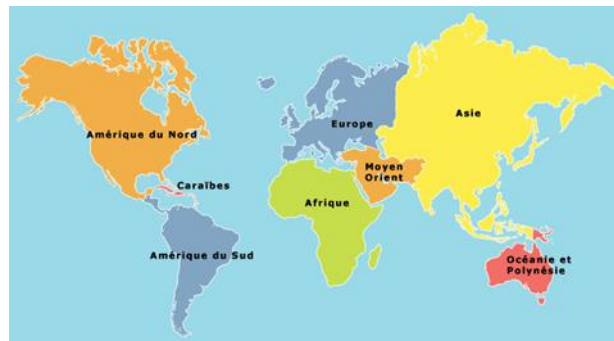 Amérique du Nord
Europe
Asie
Moyen
Orient
Caraïbes
Afrique
Amérique du Sud
Océanie et
Polynésie